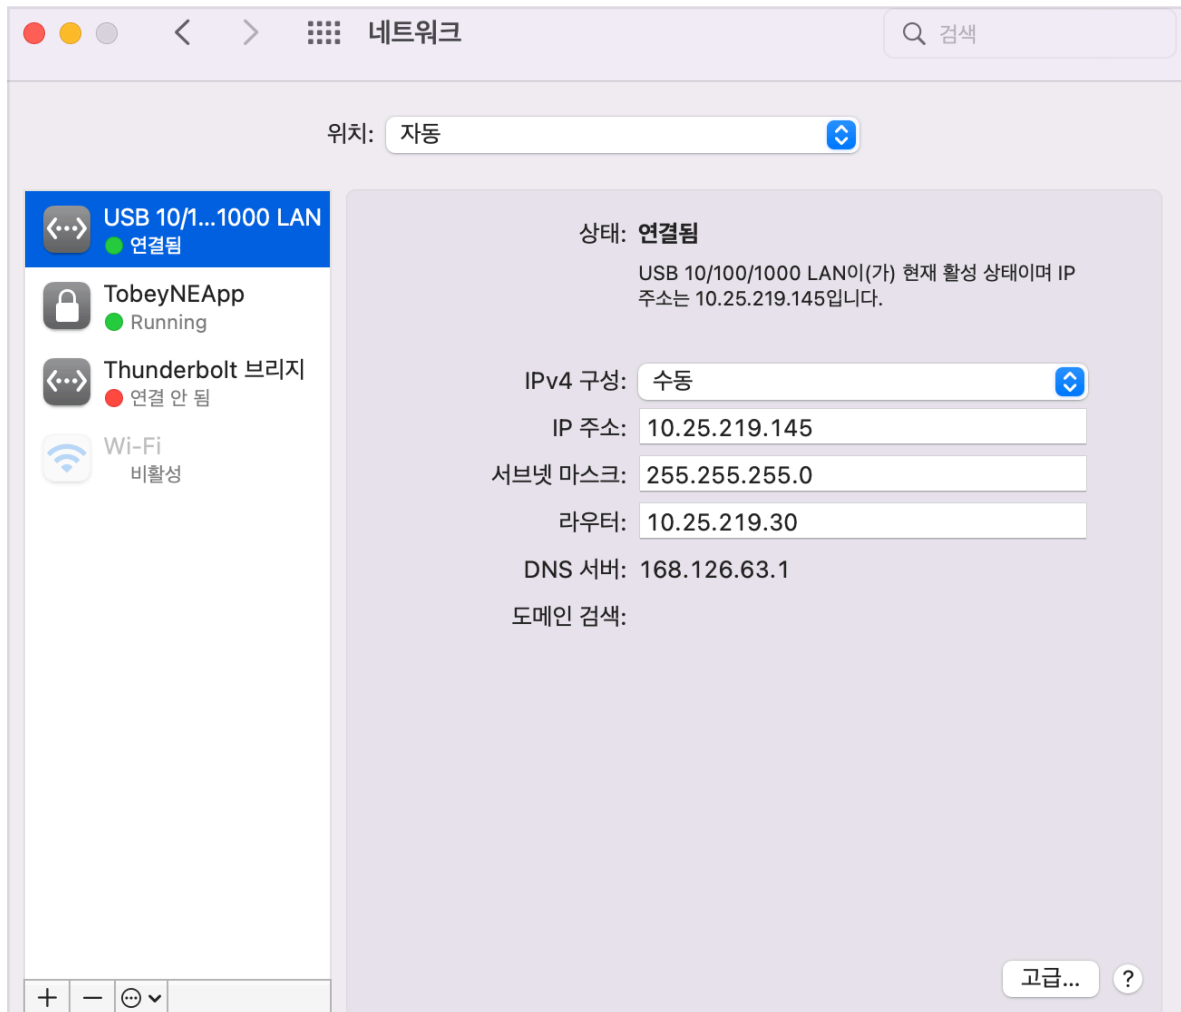 네트워크
검색
위치: 자동
USB 10/1...1000 LAN
연결됨
TobeyNEApp
Running
Thunderbolt 브리지
연결 안 됨
Wi-Fi
비활성
상태: 연결됨
USB 10/100/1000 LAN이(가) 현재 활성 상태이며 IP
주소는 10.25.219.145입니다.
IPv4 구성: 수동
IP 주소: 10.25.219.145
서브넷 마스크: 255.255.255.0
라우터: 10.25.219.30
DNS 서버: 168.126.63.1
도메인 검색:
고급... ?